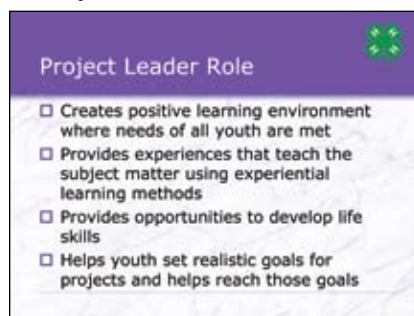 Project Leader Role
Creates positive learning environment
where needs of all youth are met
Provides experiences that teach the
subject matter using experiential
learning methods
Provides opportunities to develop life
skills
Helps youth set realistic goals for
projects and helps reach those goals